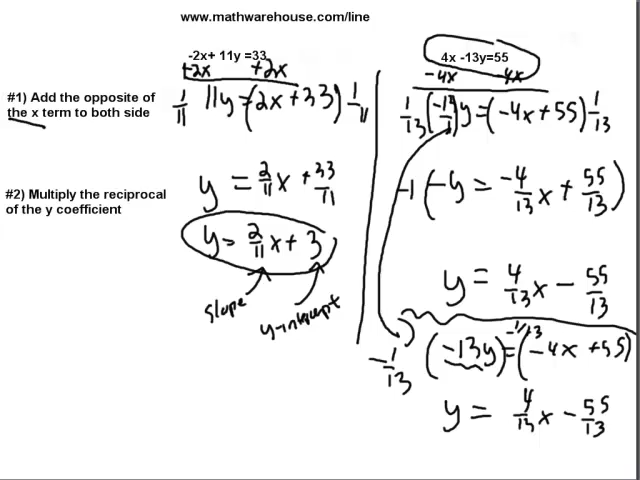 www.mathwarehouse.com/line
-2x+ 11y =33
+2x +2x
#1) Add the opposite of
the x term to both side
1/11 11y = (2x + 33) 1/11
#2) Multiply the reciprocal
of the y coefficient
y = 2/11 x + 33/11
y = 2/11 x + 3
slope
y-intercept
4x -13y=55
-4x -4x
1/13 (-13/1) y = (-4x + 55) 1/13
-1 (-y = -4/13 x + 55/13)
y = 4/13 x - 55/13
-1/13 (-13y) = -1/13 (-4x + 55)
y = 4/13 x - 55/13